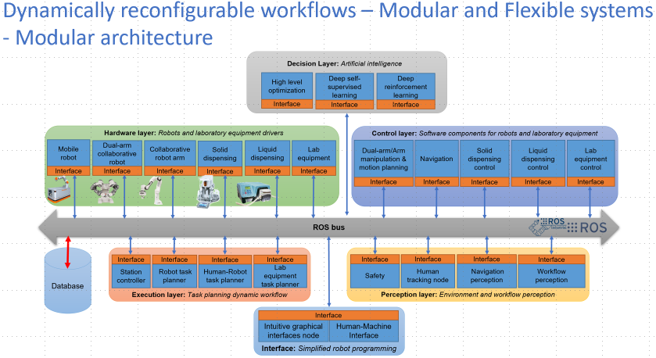 Dynamically reconfigurable workflows – Modular and Flexible systems
- Modular architecture
Decision Layer: Artificial intelligence
High level
optimization
Interface
Deep self-
supervised
learning
Interface
Deep
reinforcement
learning
Interface
Hardware layer: Robots and laboratory equipment drivers
Mobile
robot
Interface
Dual-arm
collaborative
robot
Interface
Collaborative
robot arm
Interface
Solid
dispensing
Interface
Liquid
dispensing
Interface
Lab
equipment
Interface
Control layer: Software components for robots and laboratory equipment
Dual-arm/Arm
manipulation &
motion planning
Interface
Navigation
Interface
Solid
dispensing
control
Interface
Liquid
dispensing
control
Interface
Lab
equipment
control
Interface
ROS bus
ROS
ROS
Database
Interface
Station
controller
Interface
Robot task
planner
Interface
Human-Robot
task planner
Interface
Lab
equipment
task planner
Execution layer: Task planning dynamic workflow
Interface
Safety
Interface
Human
tracking node
Interface
Navigation
perception
Interface
Workflow
perception
Perception layer: Environment and workflow perception
Interface
Intuitive graphical
interfaces node
Human-Machine
Interface
Interface: Simplified robot programming